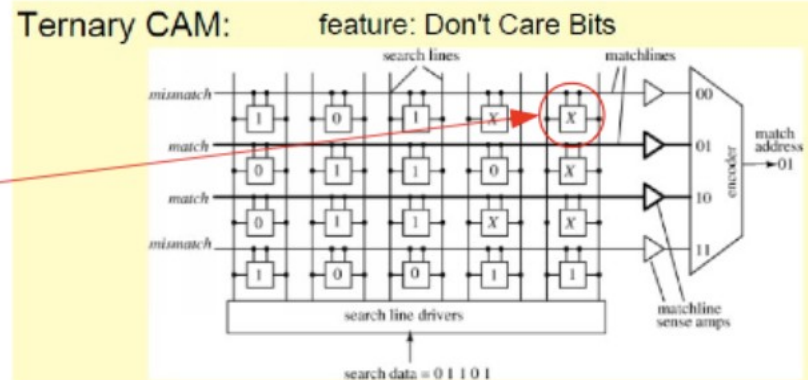 Ternary CAM: feature: Don't Care Bits
search lines matchlines
mismatch 00
1 0 1 X X
match 01
0 1 1 0 X
match 10
0 1 1 X X
mismatch 11
1 0 0 1 1
encoder
match
address
01
search line drivers
matchline
sense amps
search data = 0 1 1 0 1